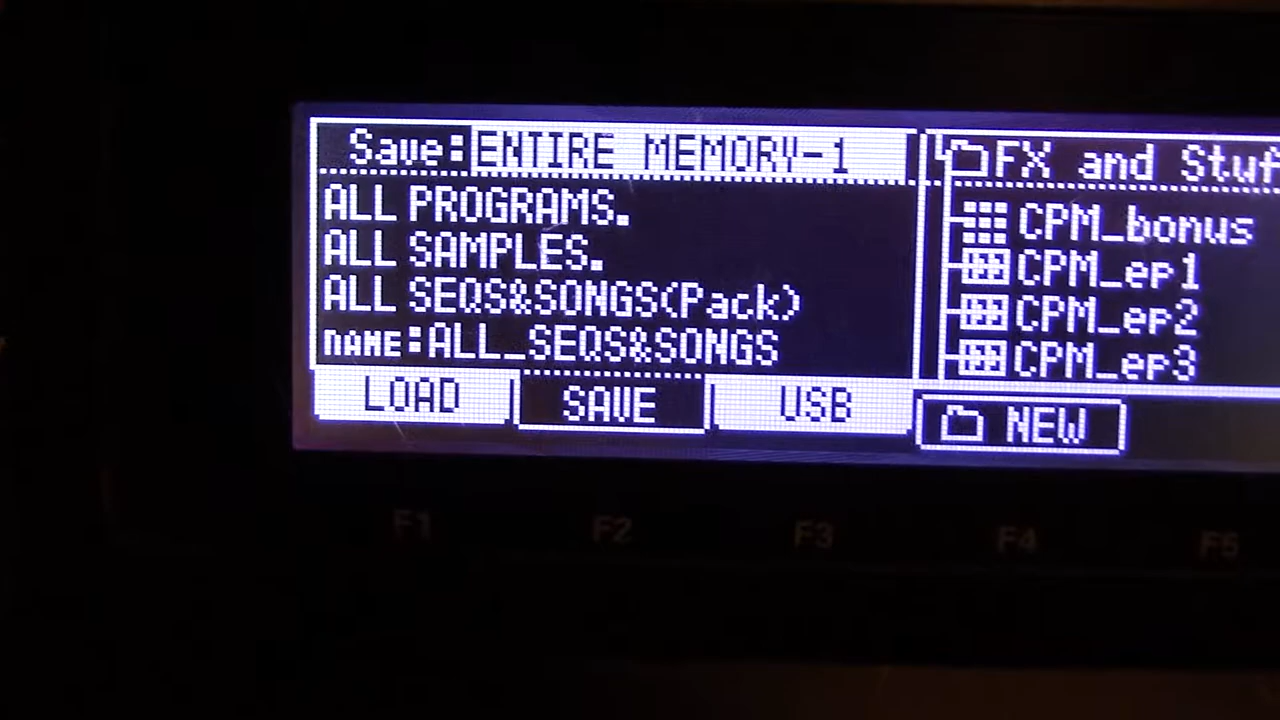 Save:ENTIRE MEMORY-1
ALL PROGRAMS.
ALL SAMPLES.
ALL SEQS&SONGS(Pack)
NAME:ALL_SEQS&SONGS
LOAD
SAVE
USB
FX and Stuf
CPM_bonus
CPM_ep1
CPM_ep2
CPM_ep3
NEW
F1
F2
F3
F4
F5